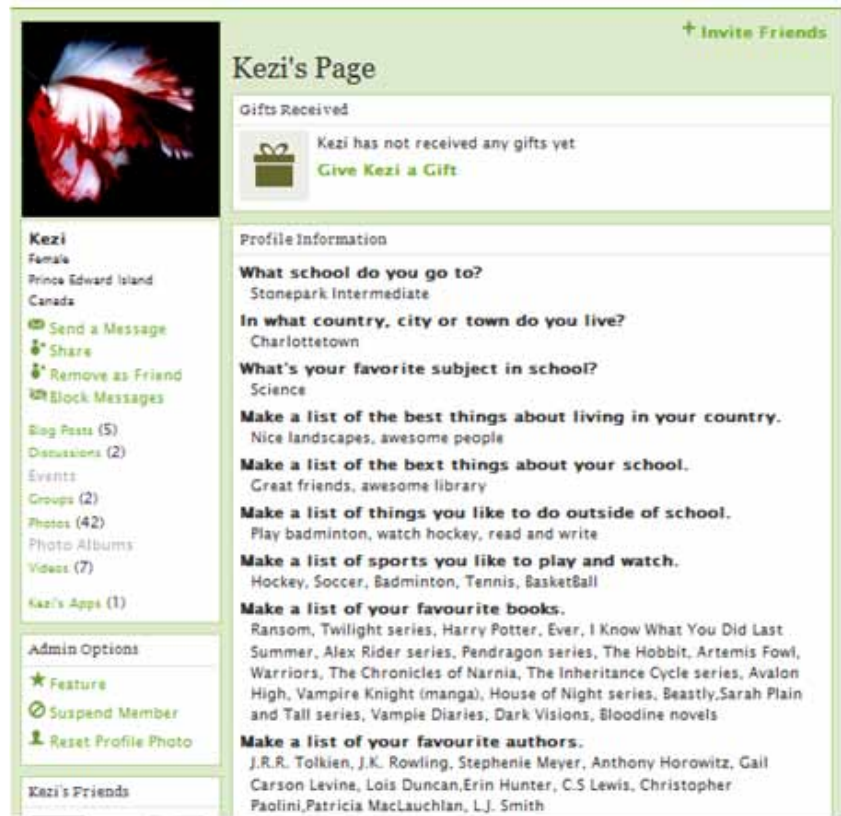 + Invite Friends
Kezi's Page
Gifts Received
Kezi has not received any gifts yet
Give Kezi a Gift
Kezi
Female
Prince Edward Island
Canada
Send a Message
Share
Remove as Friend
Block Messages
Blog Posts (5)
Discussions (2)
Events
Groups (2)
Photos (42)
Photo Albums
Videos (7)
Kezi's Apps (1)
Admin Options
Feature
Suspend Member
Reset Profile Photo
Kezi's Friends
Profile Information
What school do you go to?
Stonepark Intermediate
In what country, city or town do you live?
Charlottetown
What's your favorite subject in school?
Science
Make a list of the best things about living in your country.
Nice landscapes, awesome people
Make a list of the bext things about your school.
Great friends, awesome library
Make a list of things you like to do outside of school.
Play badminton, watch hockey, read and write
Make a list of sports you like to play and watch.
Hockey, Soccer, Badminton, Tennis, BasketBall
Make a list of your favourite books.
Ransom, Twilight series, Harry Potter, Ever, I Know What You Did Last
Summer, Alex Rider series, Pendragon series, The Hobbit, Artemis Fowl,
Warriors, The Chronicles of Narnia, The Inheritance Cycle series, Avalon
High, Vampire Knight (manga), House of Night series, Beastly,Sarah Plain
and Tall series, Vampie Diaries, Dark Visions, Bloodine novels
Make a list of your favourite authors.
J.R.R. Tolkien, J.K. Rowling, Stephenie Meyer, Anthony Horowitz, Gail
Carson Levine, Lois Duncan,Erin Hunter, C.S Lewis, Christopher
Paolini,Patricia MacLauchlan, L.J. Smith